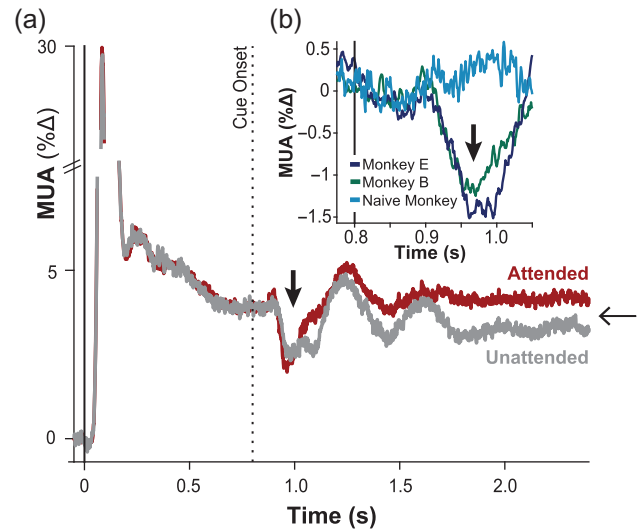 (a)
30
5
0
MUA (%Δ)
Cue Onset
0
0.5
1.0
1.5
2.0
Time (s)
Attended
Unattended
(b)
0.5
0
−0.5
−1
−1.5
MUA (%Δ)
Monkey E
Monkey B
Naive Monkey
0.8
0.9
1.0
Time (s)